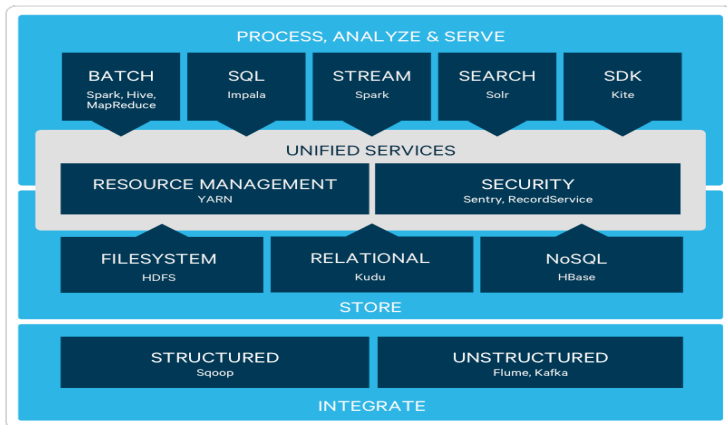 PROCESS, ANALYZE & SERVE
BATCH
Spark, Hive,
MapReduce
SQL
Impala
STREAM
Spark
SEARCH
Solr
SDK
Kite
UNIFIED SERVICES
RESOURCE MANAGEMENT
YARN
SECURITY
Sentry, RecordService
FILESYSTEM
HDFS
RELATIONAL
Kudu
NoSQL
HBase
STORE
STRUCTURED
Sqoop
UNSTRUCTURED
Flume, Kafka
INTEGRATE